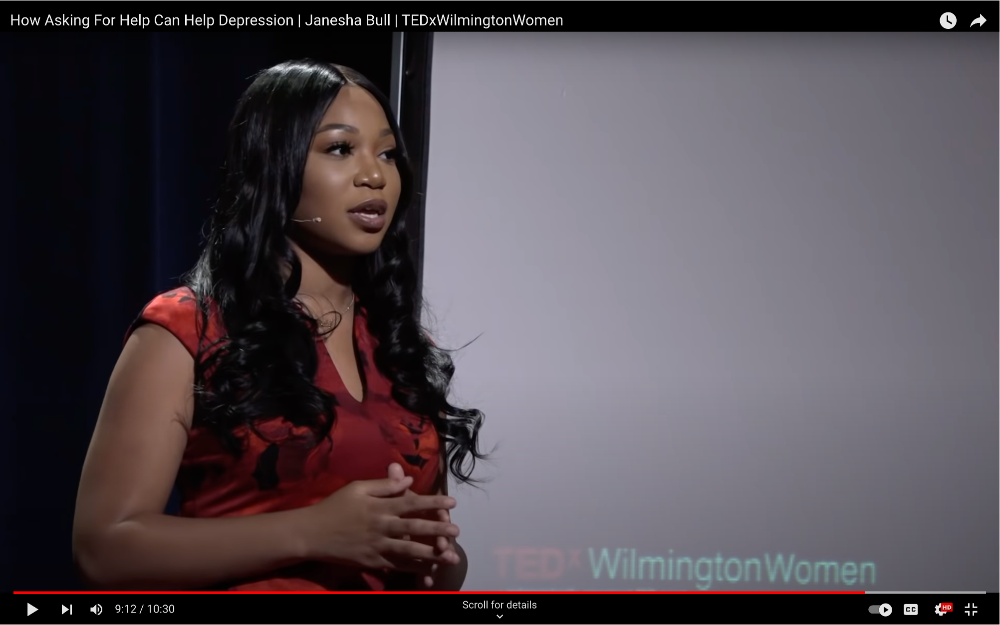 How Asking For Help Can Help Depression | Janesha Bull | TEDxWilmingtonWomen
TEDx WilmingtonWomen
9:12 / 10:30
Scroll for details
CC
HD